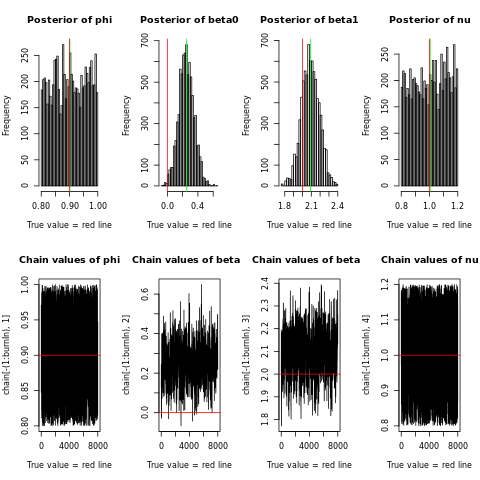 Posterior of phi
Posterior of beta0
Posterior of beta1
Posterior of nu
Frequency
0 50 100 150 200 250
0.80 0.90 1.00
True value = red line
Frequency
0 100 300 500 700
0.0 0.4
True value = red line
Frequency
0 100 300 500 700
1.8 2.1 2.4
True value = red line
Frequency
0 50 100 150 200 250
0.8 1.0 1.2
True value = red line
Chain values of phi
Chain values of beta
Chain values of beta
Chain values of nu
chain[-(1:burnIn), 1]
0.80 0.85 0.90 0.95 1.00
0 4000 8000
True value = red line
chain[-(1:burnIn), 2]
0.0 0.2 0.4 0.6
0 4000 8000
True value = red line
chain[-(1:burnIn), 3]
1.8 1.9 2.0 2.1 2.2 2.3 2.4
0 4000 8000
True value = red line
chain[-(1:burnIn), 4]
0.8 0.9 1.0 1.1 1.2
0 4000 8000
True value = red line